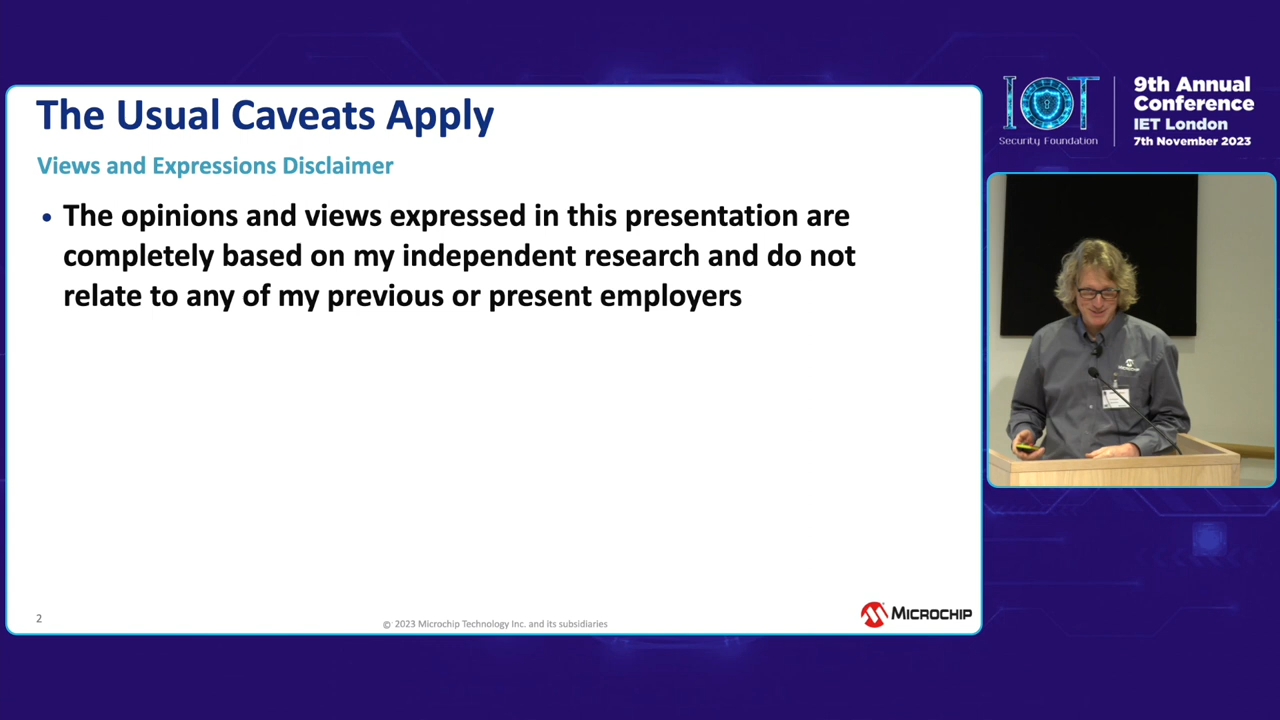 The Usual Caveats Apply
Views and Expressions Disclaimer
• The opinions and views expressed in this presentation are
completely based on my independent research and do not
relate to any of my previous or present employers
2
© 2023 Microchip Technology Inc. and its subsidiaries
MICROCHIP
IOT
Security Foundation
9th Annual
Conference
IET London
7th November 2023
MICROCHIP